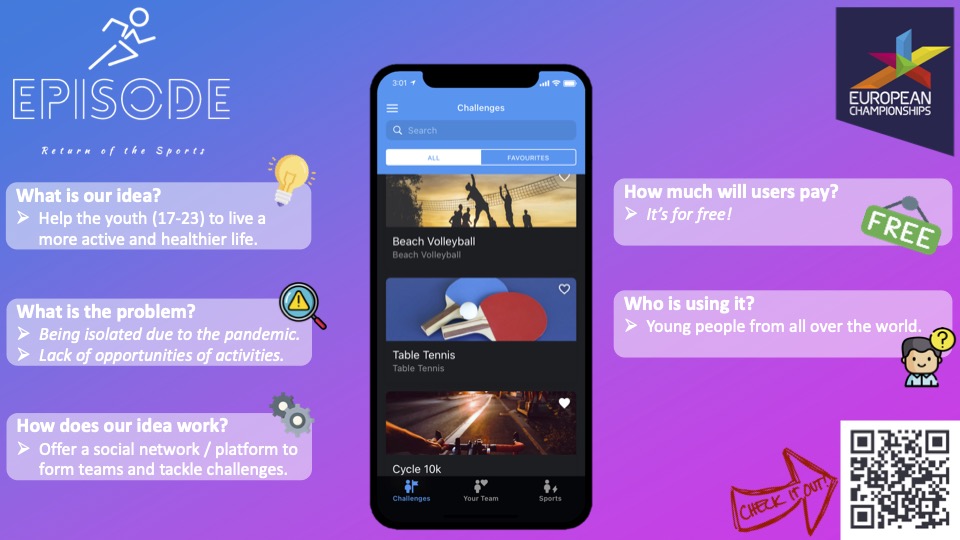 EPISODE
Return of the Sports
What is our idea?
➢ Help the youth (17-23) to live a
more active and healthier life.
What is the problem?
➢ Being isolated due to the pandemic.
➢ Lack of opportunities of activities.
How does our idea work?
➢ Offer a social network / platform to
form teams and tackle challenges.
3:01
Challenges
Search
ALL
FAVOURITES
Beach Volleyball
Beach Volleyball
Table Tennis
Table Tennis
Cycle 10k
Challenges
Your Team
Sports
EUROPEAN
CHAMPIONSHIPS
How much will users pay?
➢ It’s for free!
FREE
Who is using it?
➢ Young people from all over the world.
?
CHECK IT OUT!